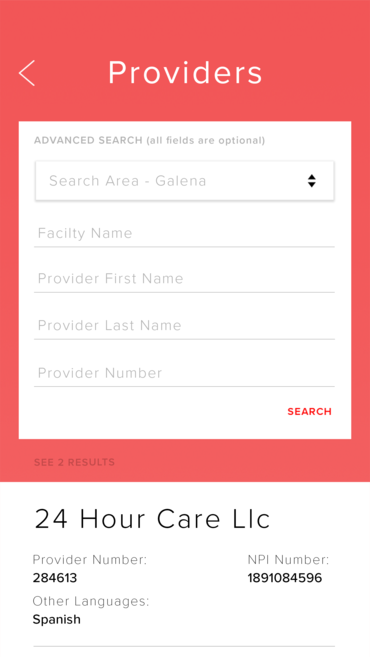 Providers
ADVANCED SEARCH (all fields are optional)
Search Area - Galena
Facilty Name
Provider First Name
Provider Last Name
Provider Number
SEARCH
SEE 2 RESULTS
24 Hour Care Llc
Provider Number: NPI Number:
284613 1891084596
Other Languages:
Spanish